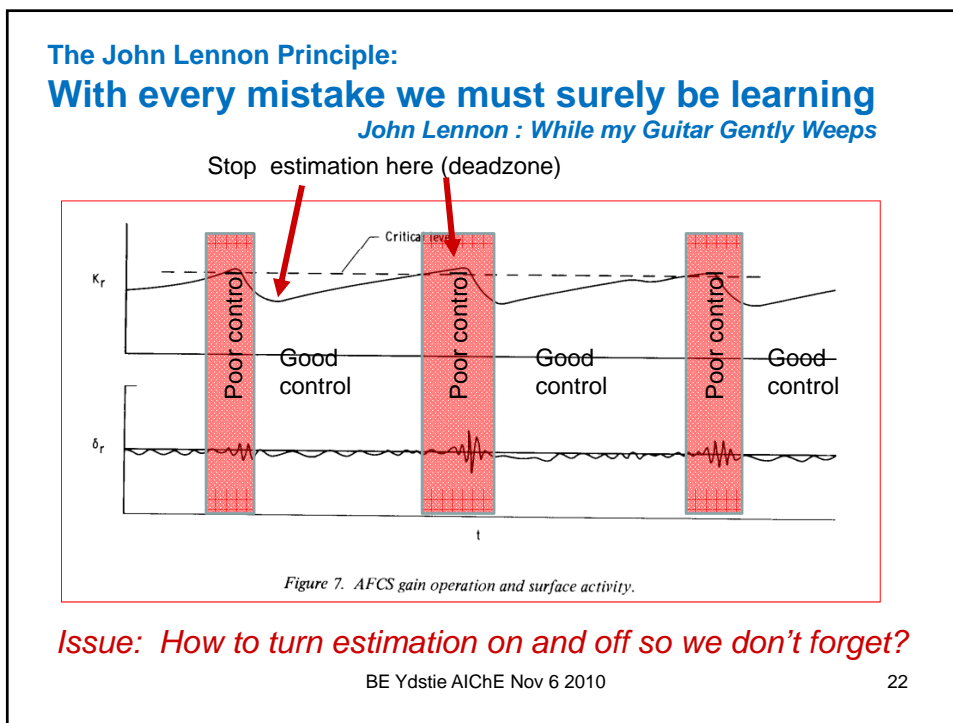 The John Lennon Principle:
With every mistake we must surely be learning
John Lennon : While my Guitar Gently Weeps
Stop  estimation here (deadzone)
Critical level
Kr
Poor control
Good
control
Poor control
Good
control
Poor control
Good
control
δr
t
Figure 7.  AFCS gain operation and surface activity.
Issue:  How to turn estimation on and off so we don't forget?
BE Ydstie AIChE Nov 6 2010
22